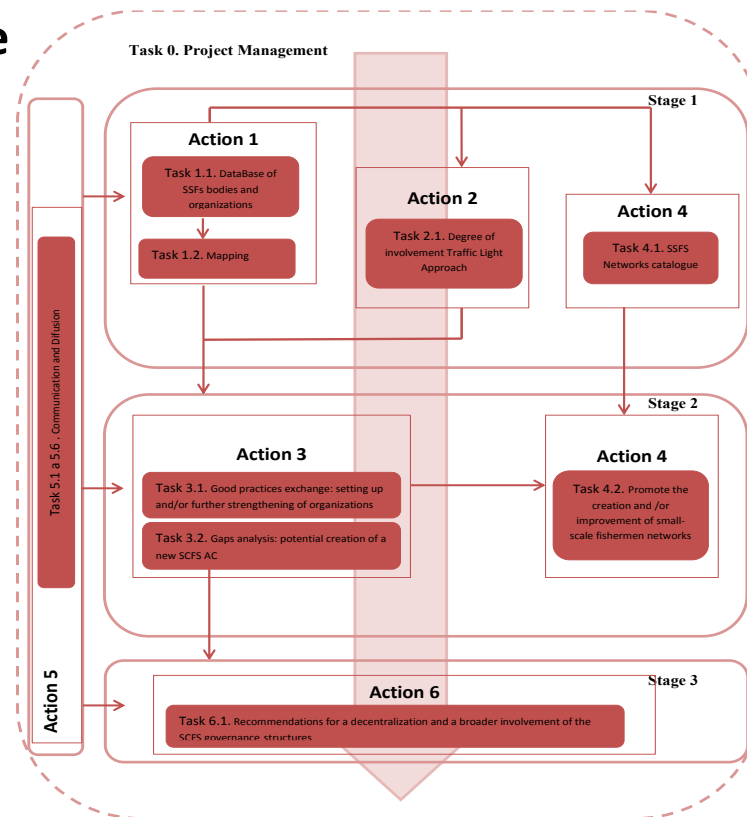 e
Task 0. Project Management
Stage 1
Action 1
Task 1.1. DataBase of
SSFs bodies and
organizations
Task 1.2. Mapping
Action 2
Task 2.1. Degree of
involvement Traffic Light
Approach
Action 4
Task 4.1. SSFS
Networks catalogue
Task 5.1 a 5.6 . Communication and Difusion
Action 5
Stage 2
Action 3
Task 3.1. Good practices exchange: setting up
and/or further strengthening of organizations
Task 3.2. Gaps analysis: potential creation of a
new SCFS AC
Action 4
Task 4.2. Promote the
creation and /or
improvement of small-
scale fishermen networks
Stage 3
Action 6
Task 6.1. Recommendations for a decentralization and a broader involvement of the
SCFS governance structures